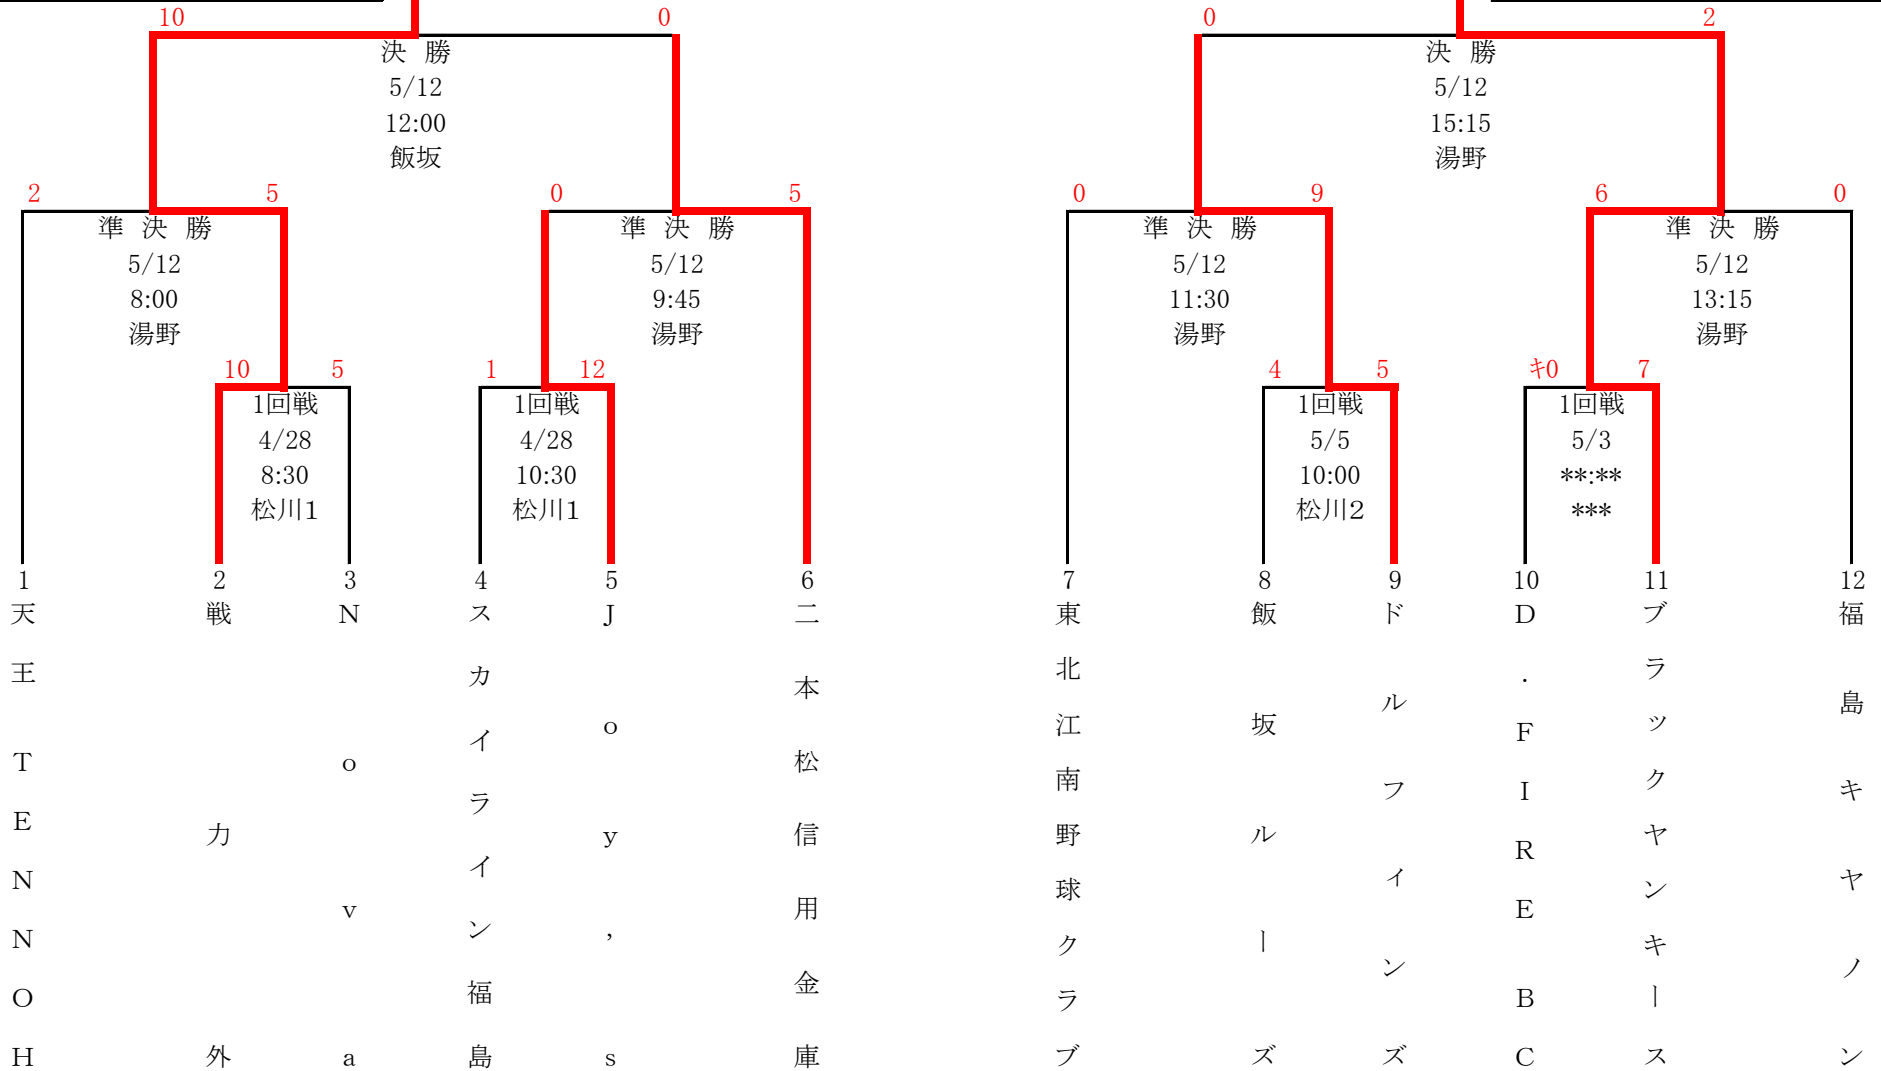 10 0 0 2
決 勝
5/12
12:00
飯坂
決 勝
5/12
15:15
湯野
2 5 0 5 0 9 6 0
準 決 勝
5/12
8:00
湯野
準 決 勝
5/12
9:45
湯野
準 決 勝
5/12
11:30
湯野
準 決 勝
5/12
13:15
湯野
10 5 1 12 4 5 ｷ0 7
1回戦
4/28
8:30
松川1
1回戦
4/28
10:30
松川1
1回戦
5/5
10:00
松川2
1回戦
5/3
**:**
***
1 2 3 4 5 6 7 8 9 10 11 12
天王 TENNNOH
戦力外
Nova
スカイライン福島
Joy,s
二本松信用金庫
東北江南野球クラブ
飯坂ルーズ
ドルフィンズ
D.FIRE BC
ブラックヤンキース
福島キヤノン